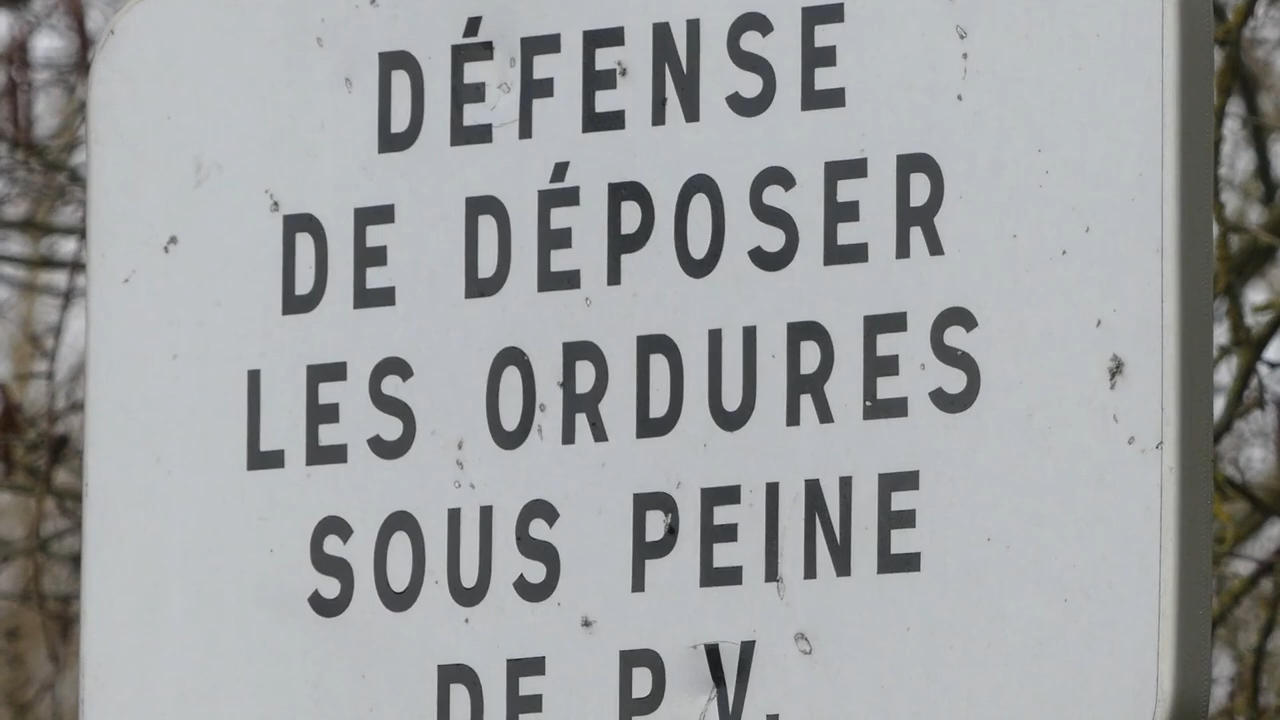 DÉFENSE
DE DÉPOSER
LES ORDURES
SOUS PEINE
DE P.V.